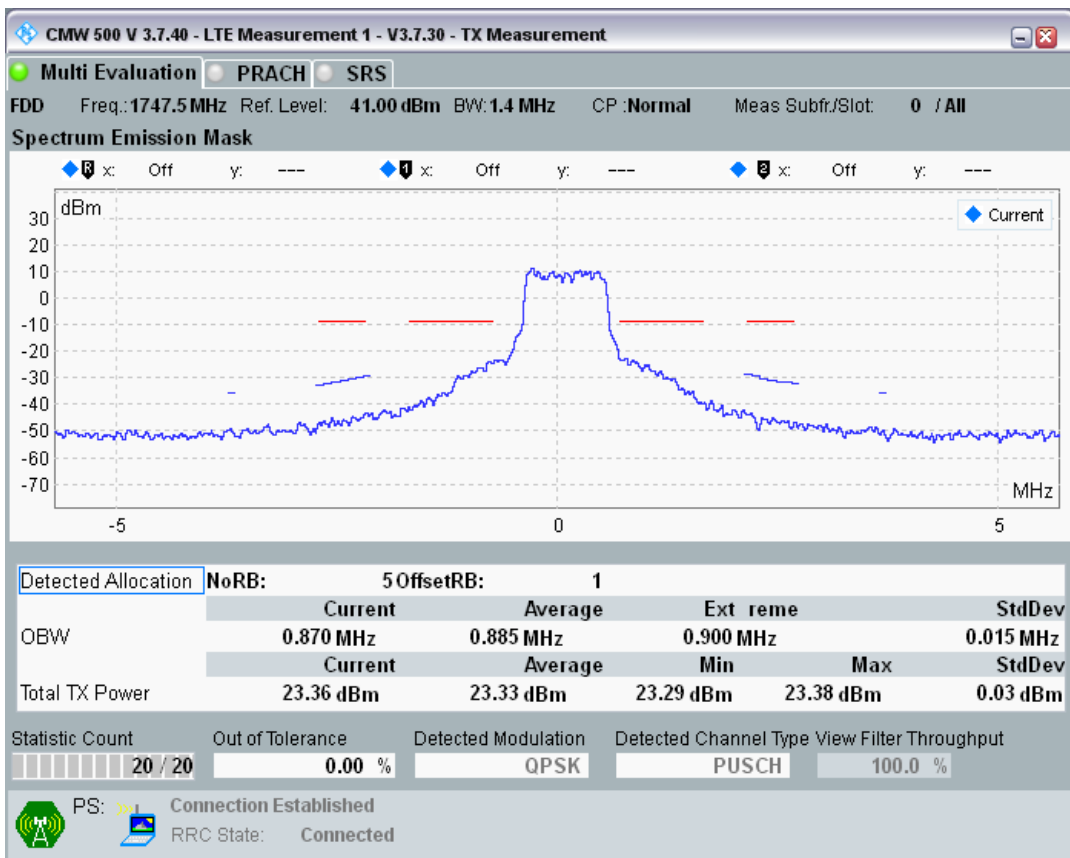 CMW 500 V 3.7.40 - LTE Measurement 1 - V3.7.30 - TX Measurement
Multi Evaluation PRACH SRS
FDD Freq.: 1747.5 MHz Ref. Level: 41.00 dBm BW: 1.4 MHz CP : Normal Meas Subfr./Slot: 0 / All
Spectrum Emission Mask
R x: Off y: --- 1 x: Off y: --- 2 x: Off y: ---
dBm
Current
30
20
10
0
-10
-20
-30
-40
-50
-60
-70
MHz
-5 0 5
Detected Allocation NoRB: 5 OffsetRB: 1
Current Average Ext reme StdDev
OBW 0.870 MHz 0.885 MHz 0.900 MHz 0.015 MHz
Current Average Min Max StdDev
Total TX Power 23.36 dBm 23.33 dBm 23.29 dBm 23.38 dBm 0.03 dBm
Statistic Count Out of Tolerance Detected Modulation Detected Channel Type View Filter Throughput
20 / 20 0.00 % QPSK PUSCH 100.0 %
PS: Connection Established
RRC State: Connected